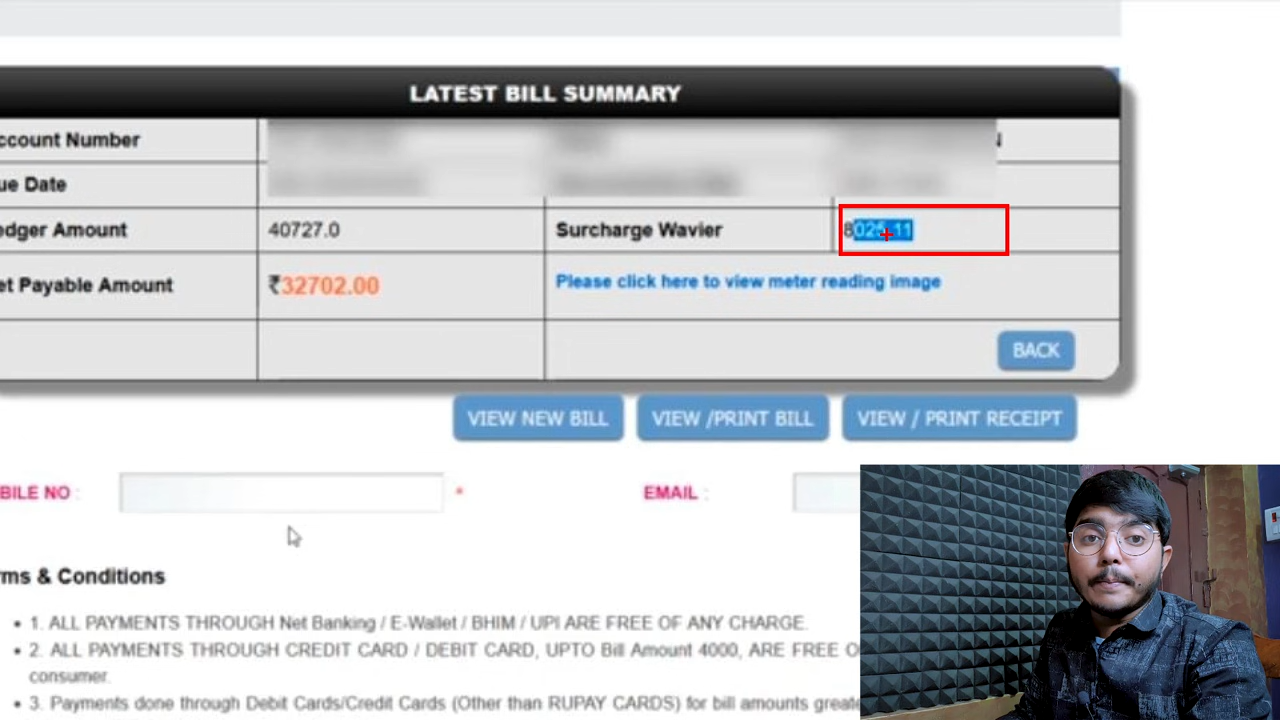 LATEST BILL SUMMARY
ccount Number
ue Date
edger Amount 40727.0 Surcharge Wavier 8025.11
et Payable Amount ₹32702.00 Please click here to view meter reading image
BACK
VIEW NEW BILL VIEW /PRINT BILL VIEW / PRINT RECEIPT
BILE NO : * EMAIL :
rms & Conditions
• 1. ALL PAYMENTS THROUGH Net Banking / E-Wallet / BHIM / UPI ARE FREE OF ANY CHARGE.
• 2. ALL PAYMENTS THROUGH CREDIT CARD / DEBIT CARD, UPTO Bill Amount 4000, ARE FREE O
consumer.
• 3. Payments done through Debit Cards/Credit Cards (Other than RUPAY CARDS) for bill amounts greate